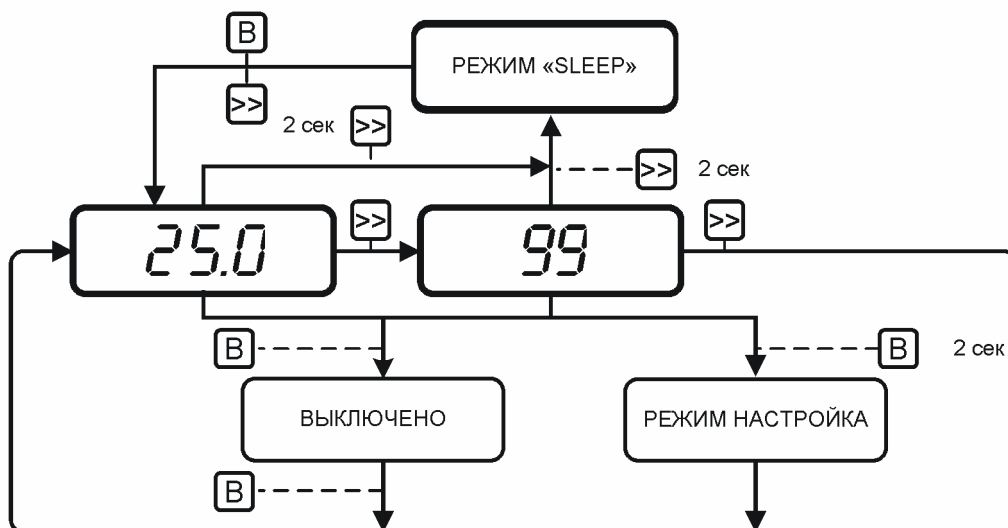 В
РЕЖИМ «SLEEP»
>>
2 сек >>
>> 2 сек
>>
>>
25.0
99
В
В 2 сек
ВЫКЛЮЧЕНО
РЕЖИМ НАСТРОЙКА
В